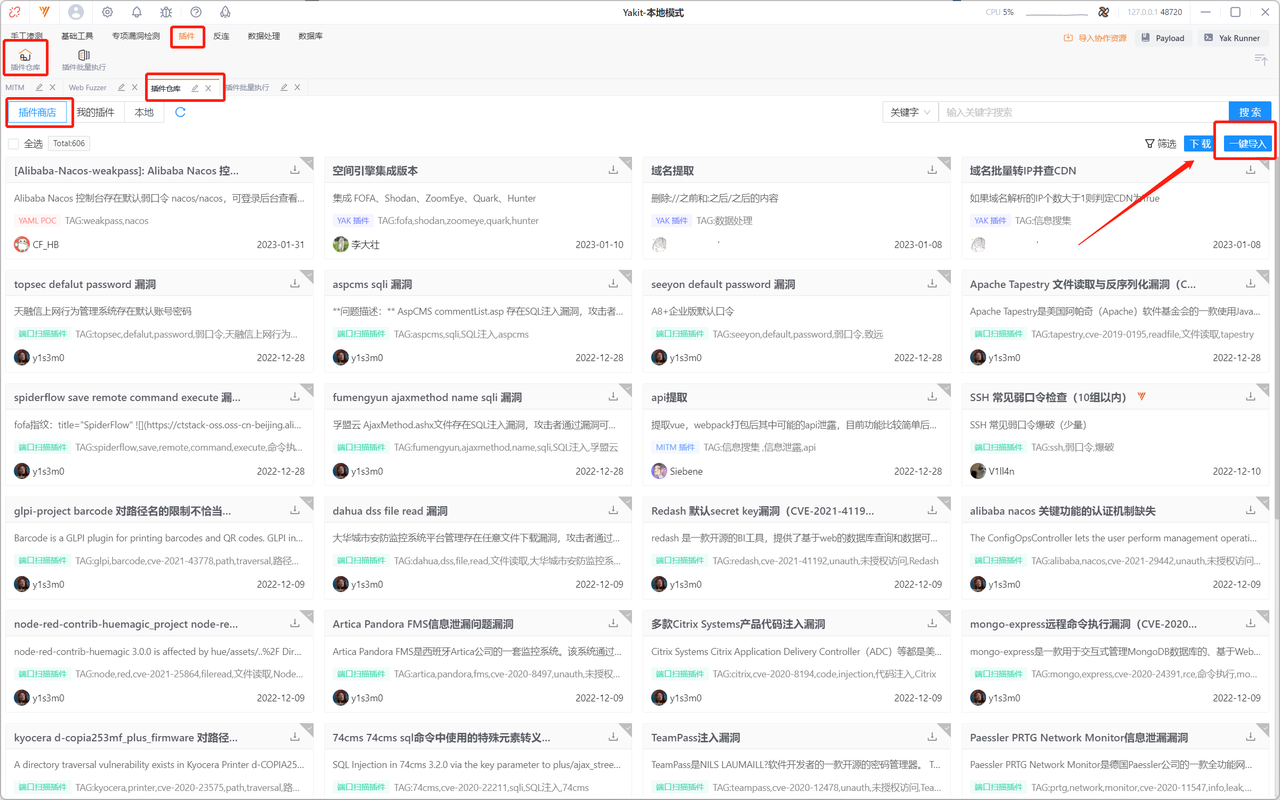 Yakit-本地模式
CPU 5%
127.0.0.1 48720
手工渗测 基础工具 专项漏洞检测 插件 反连 数据处理 数据库
导入协作资源 Payload Yak Runner
插件仓库 插件批量执行
MITM Web Fuzzer 插件仓库 插件批量执行
插件商店 我的插件 本地
关键字 输入关键字搜索 搜 索
全选 Total:606
筛选 下 载 一键导入
[Alibaba-Nacos-weakpass]: Alibaba Nacos 控...
Alibaba Nacos 控制台存在默认弱口令 nacos/nacos，可登录后台查看...
YAML POC TAG:weakpass,nacos
CF_HB 2023-01-31
空间引擎集成版本
集成 FOFA、Shodan、ZoomEye、Quark、Hunter
YAK 插件 TAG:fofa,shodan,zoomeye,quark,hunter
李大壮 2023-01-10
域名提取
删除://之前和:之后/之后的内容
YAK 插件 TAG:数据处理
2023-01-08
域名批量转IP并查CDN
如果域名解析的IP个数大于1则判定CDN为true
YAK 插件 TAG:信息搜集
2023-01-08
topsec defalut password 漏洞
天融信上网行为管理系统存在默认账号密码
端口扫描插件 TAG:topsec,defalut,password,弱口令,天融信上网行为...
y1s3m0 2022-12-28
aspcms sqli 漏洞
**问题描述：** AspCMS commentList.asp 存在SQL注入漏洞，攻击者...
端口扫描插件 TAG:aspcms,sqli,SQL注入,aspcms
y1s3m0 2022-12-28
seeyon default password 漏洞
A8+企业版默认口令
端口扫描插件 TAG:seeyon,default,password,弱口令,致远
y1s3m0 2022-12-28
Apache Tapestry 文件读取与反序列化漏洞（C...
Apache Tapestry是美国阿帕奇（Apache）软件基金会的一款使用Java...
端口扫描插件 TAG:tapestry,cve-2019-0195,readfile,文件读取,tapestry
y1s3m0 2022-12-28
spiderflow save remote command execute 漏...
fofa指纹：title="SpiderFlow" ![](https://ctstack-oss.oss-cn-beijing.ali...
端口扫描插件 TAG:spiderflow,save,remote,command,execute,命令执...
y1s3m0 2022-12-28
fumengyun ajaxmethod name sqli 漏洞
孚盟云 AjaxMethod.ashx文件存在SQL注入漏洞，攻击者通过漏洞可...
端口扫描插件 TAG:fumengyun,ajaxmethod,name,sqli,SQL注入,孚盟云
y1s3m0 2022-12-28
api提取
提取vue，webpack打包后其中可能的api泄露，目前功能比较简单后...
MITM 插件 TAG:信息搜集 ,信息泄露,api
Siebene 2022-12-28
SSH 常见弱口令检查（10组以内）
SSH 常见弱口令爆破（少量）
端口扫描插件 TAG:ssh,弱口令,爆破
V1ll4n 2022-12-10
glpi-project barcode 对路径名的限制不恰当...
Barcode is a GLPI plugin for printing barcodes and QR codes. GLPI in...
端口扫描插件 TAG:glpi,barcode,cve-2021-43778,path,traversal,路径...
y1s3m0 2022-12-09
dahua dss file read 漏洞
大华城市安防监控系统平台管理存在任意文件下载漏洞，攻击者通过...
端口扫描插件 TAG:dahua,dss,file,read,文件读取,大华城市安防监控系...
y1s3m0 2022-12-09
Redash 默认secret key漏洞（CVE-2021-4119...
redash 是一款开源的BI工具，提供了基于web的数据库查询和数据可...
端口扫描插件 TAG:redash,cve-2021-41192,unauth,未授权访问,Redash
y1s3m0 2022-12-09
alibaba nacos 关键功能的认证机制缺失
The ConfigOpsController lets the user perform management operati...
端口扫描插件 TAG:alibaba,nacos,cve-2021-29442,unauth,未授权访问...
y1s3m0 2022-12-09
node-red-contrib-huemagic_project node-re...
node-red-contrib-huemagic 3.0.0 is affected by hue/assets/..%2F Dir...
端口扫描插件 TAG:node,red,cve-2021-25864,fileread,文件读取,Node...
y1s3m0 2022-12-09
Artica Pandora FMS信息泄漏问题漏洞
Artica Pandora FMS是西班牙Artica公司的一套监控系统。该系统通过...
端口扫描插件 TAG:artica,pandora,fms,cve-2020-8497,unauth,未授权...
y1s3m0 2022-12-09
多款Citrix Systems产品代码注入漏洞
Citrix Systems Citrix Application Delivery Controller（ADC）等都是美...
端口扫描插件 TAG:citrix,cve-2020-8194,code,injection,代码注入,Citrix
y1s3m0 2022-12-09
mongo-express远程命令执行漏洞（CVE-2020...
mongo-express是一款用于交互式管理MongoDB数据库的、基于Web...
端口扫描插件 TAG:mongo,express,cve-2020-24391,rce,命令执行,mo...
y1s3m0 2022-12-09
kyocera d-copia253mf_plus_firmware 对路径...
A directory traversal vulnerability exists in Kyocera Printer d-COPIA25...
端口扫描插件 TAG:kyocera,printer,cve-2020-23575,path,traversal,路...
74cms 74cms sql命令中使用的特殊元素转义...
SQL Injection in 74cms 3.2.0 via the key parameter to plus/ajax_stree...
端口扫描插件 TAG:74cms,cve-2020-22211,sqli,SQL注入,74cms
TeamPass注入漏洞
TeamPass是NILS LAUMAILL?软件开发者的一款开源的密码管理器。 T...
端口扫描插件 TAG:teampass,cve-2020-12478,unauth,未授权访问,Tea...
Paessler PRTG Network Monitor信息泄漏漏洞
Paessler PRTG Network Monitor是德国Paessler公司的一款全功能网...
端口扫描插件 TAG:prtg,network,monitor,cve-2020-11547,info,leak,...